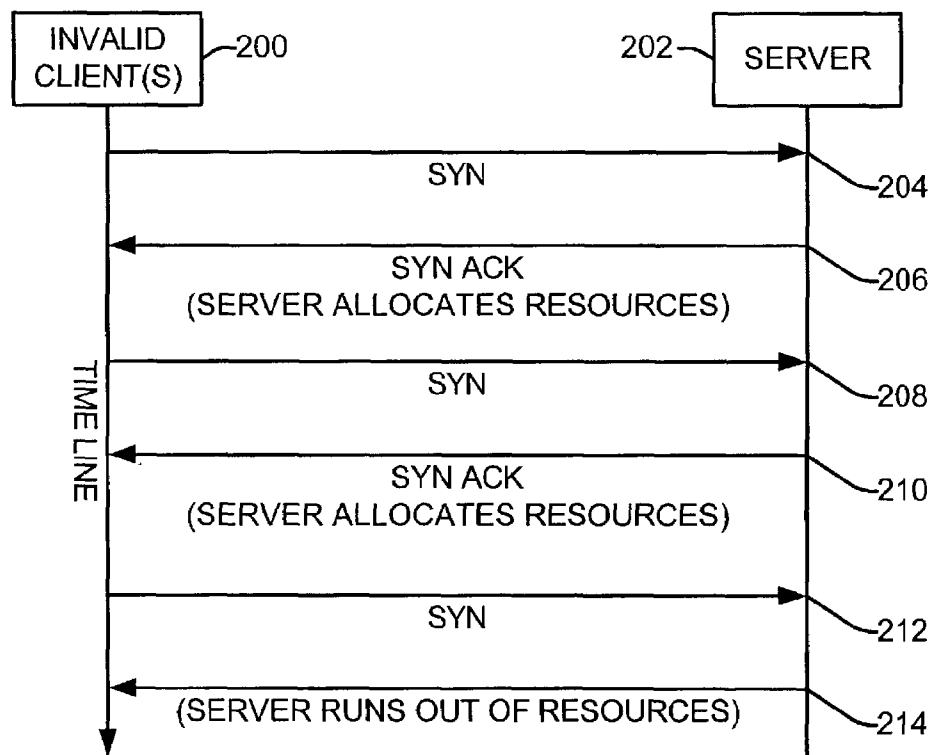 INVALID
CLIENT(S)
200
202
SERVER
SYN
204
SYN ACK
(SERVER ALLOCATES RESOURCES)
206
TIME LINE
SYN
208
SYN ACK
(SERVER ALLOCATES RESOURCES)
210
SYN
212
(SERVER RUNS OUT OF RESOURCES)
214